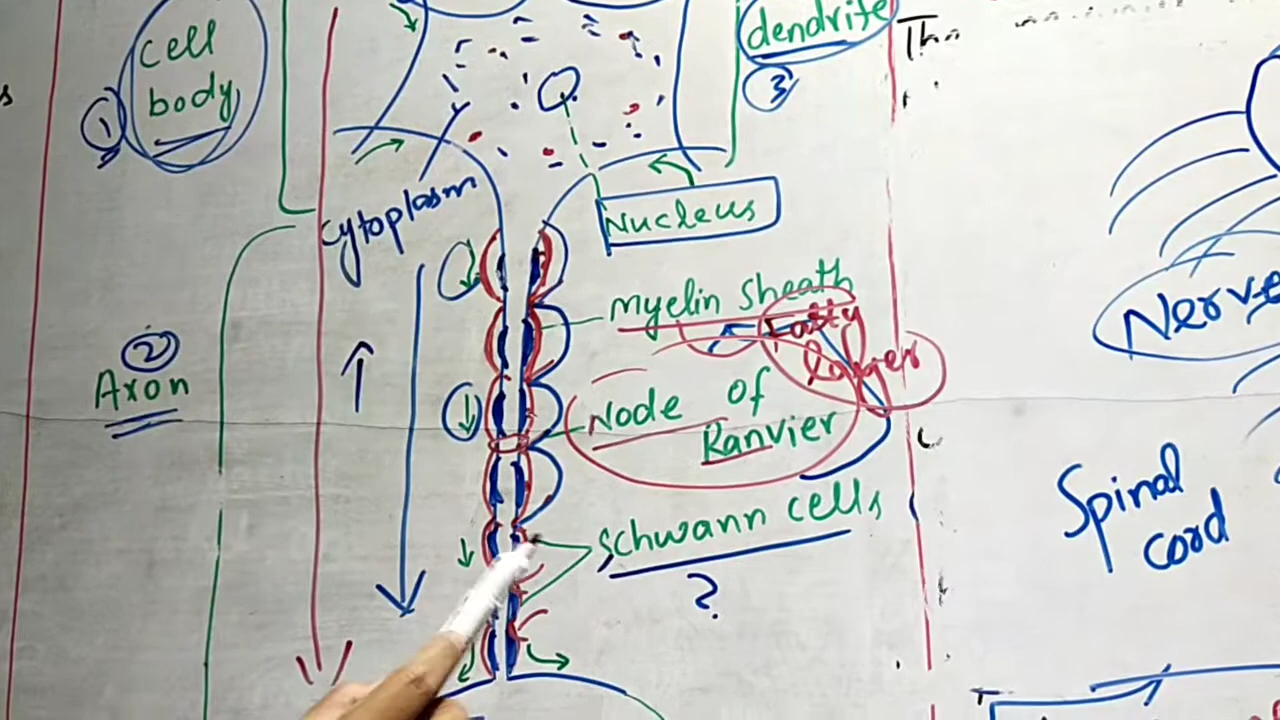 cell
body
1
dendrite
3
Cytoplasm
Nucleus
myelin sheath
Fatty
layer
2
Axon
Node of
Ranvier
Schwann cells
?
Nerve
Spinal
cord